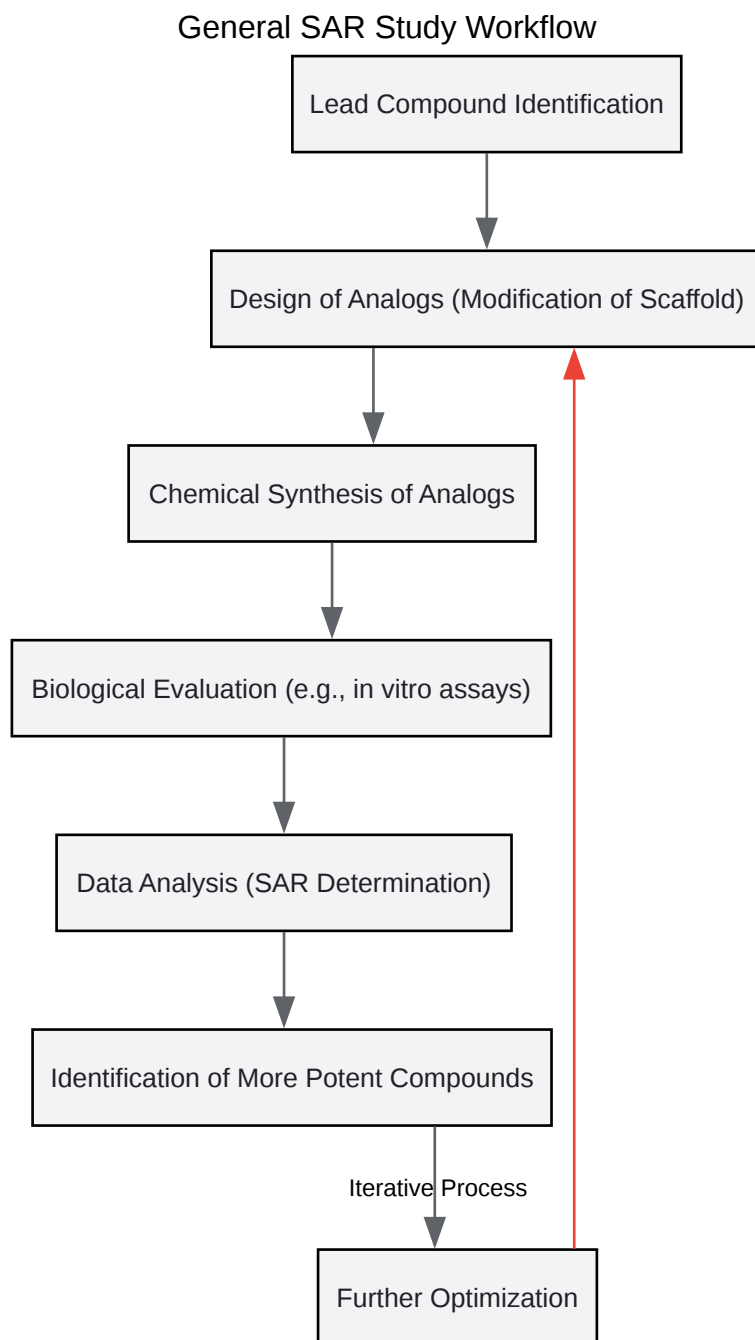 General SAR Study Workflow
Lead Compound Identification
Design of Analogs (Modification of Scaffold)
Chemical Synthesis of Analogs
Biological Evaluation (e.g., in vitro assays)
Data Analysis (SAR Determination)
Identification of More Potent Compounds
Iterative Process
Further Optimization